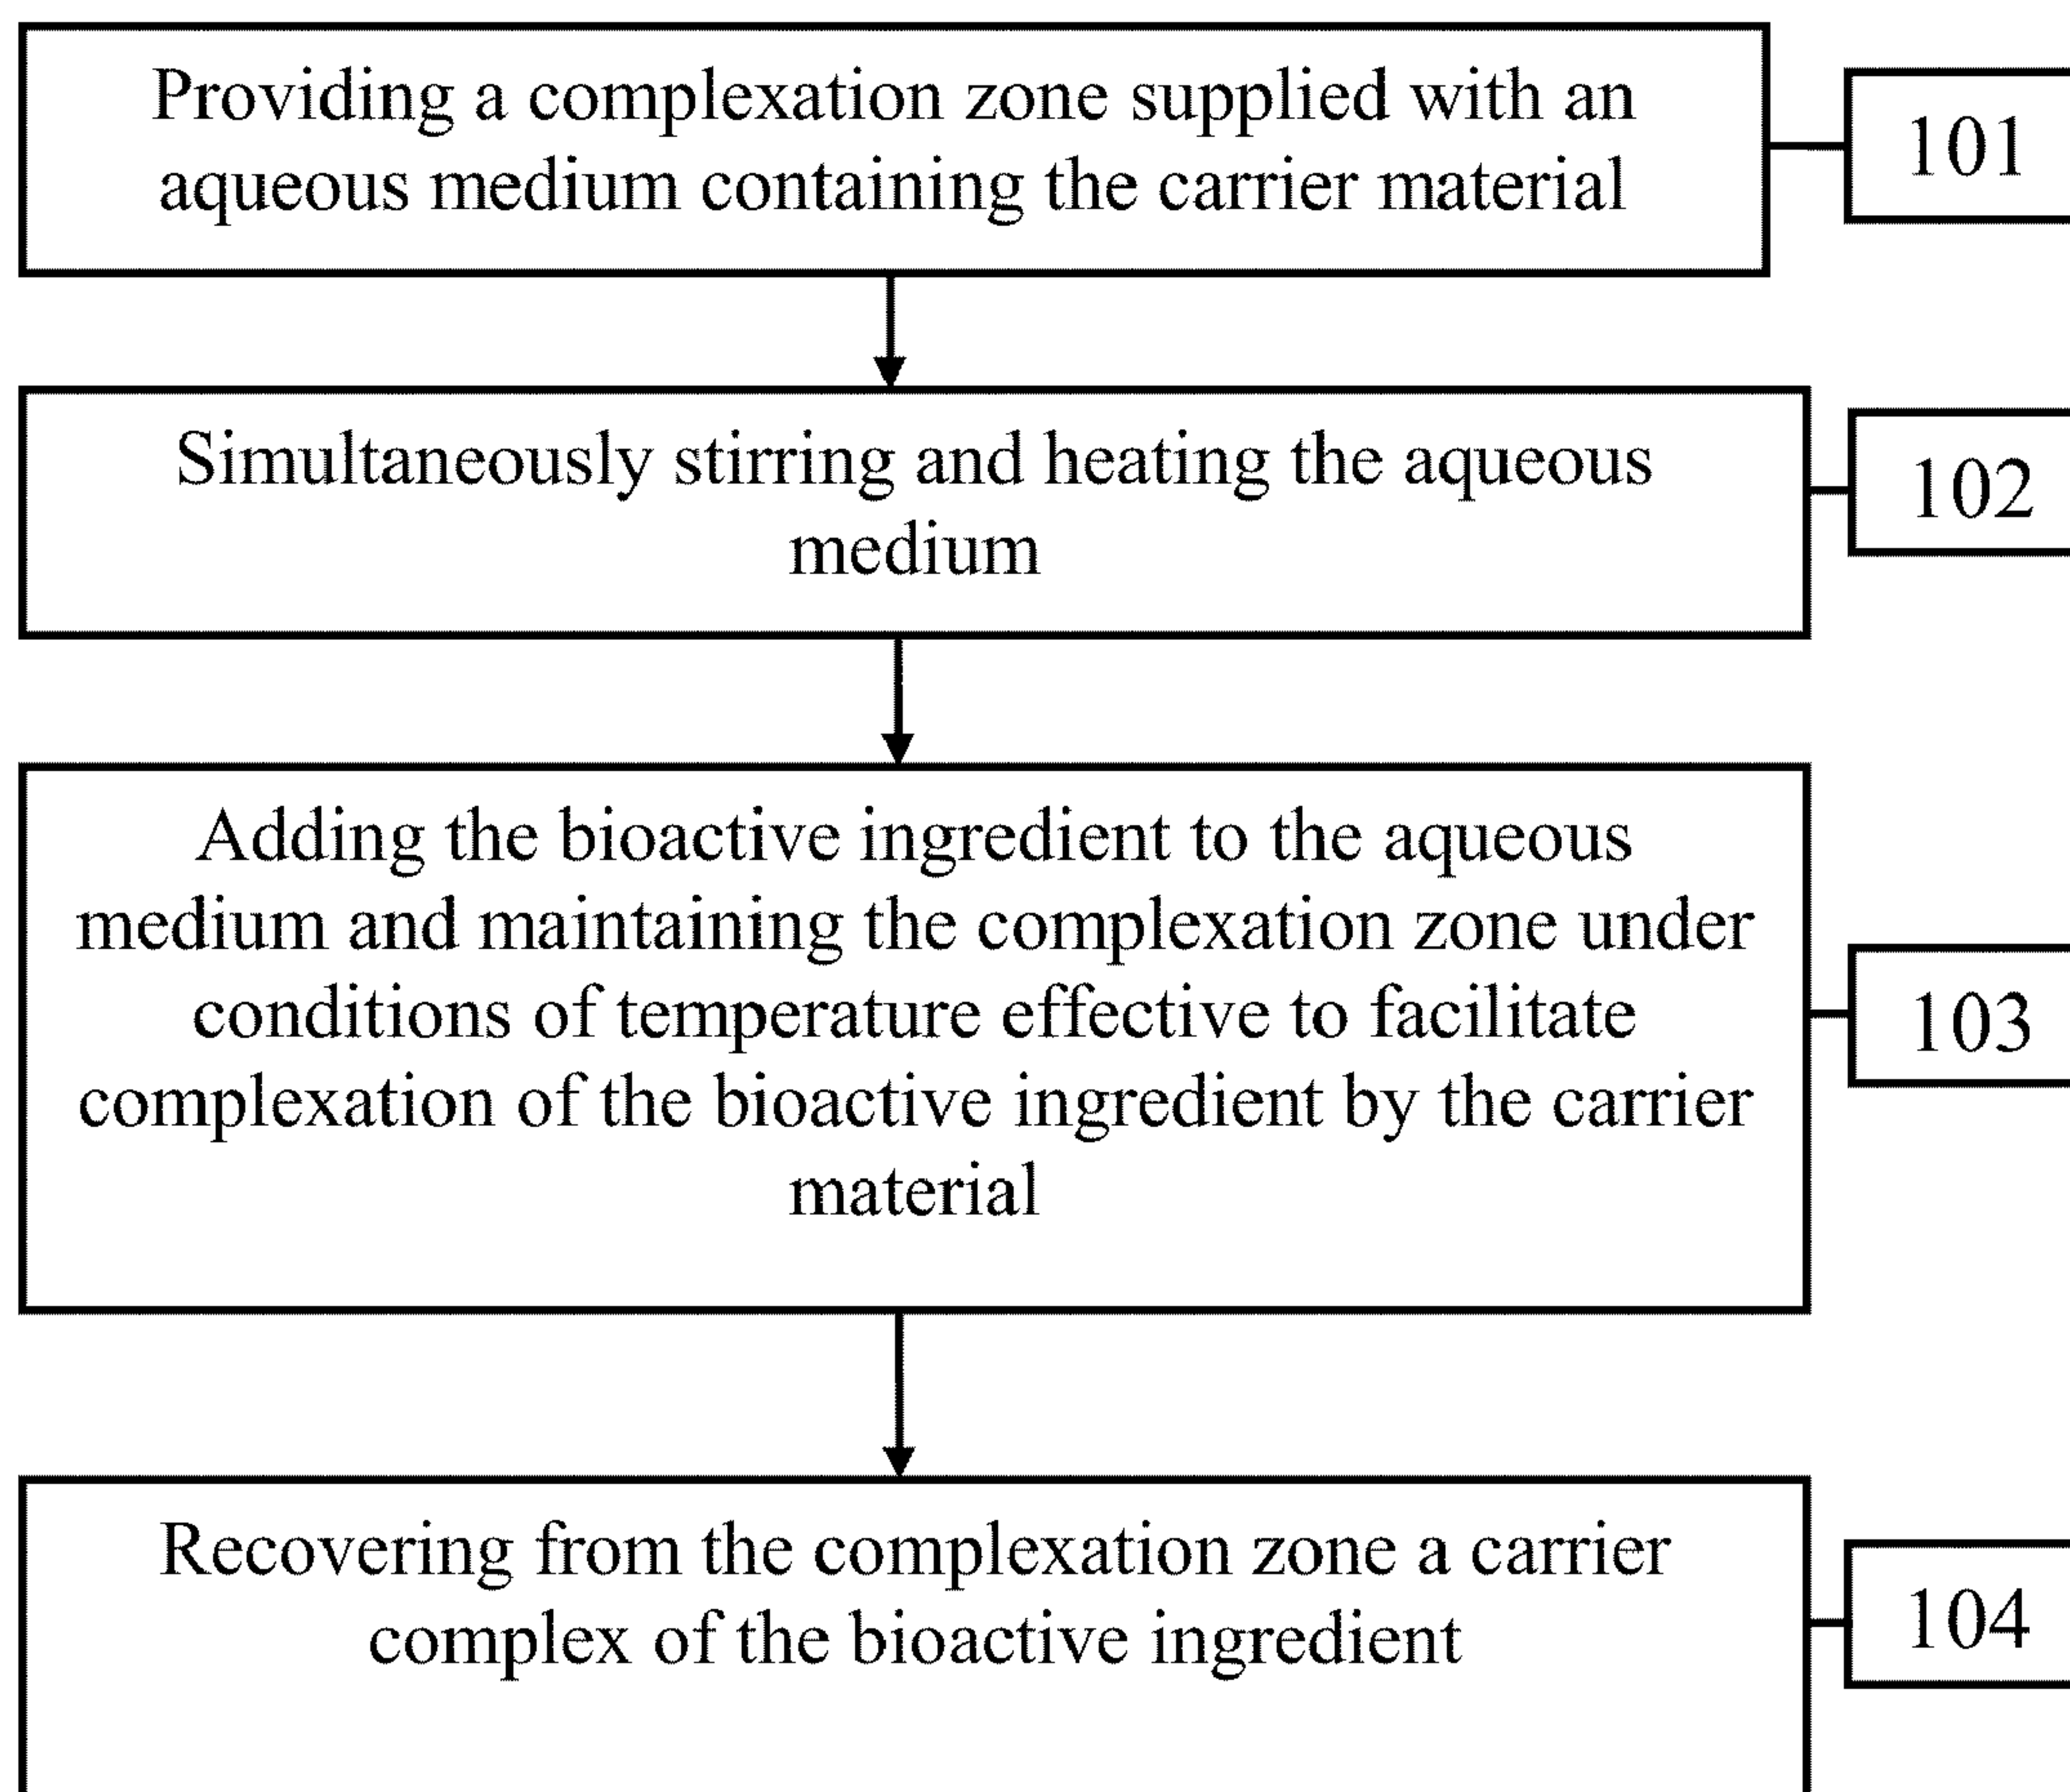 Providing a complexation zone supplied with an
aqueous medium containing the carrier material
101
Simultaneously stirring and heating the aqueous
medium
102
Adding the bioactive ingredient to the aqueous
medium and maintaining the complexation zone under
conditions of temperature effective to facilitate
complexation of the bioactive ingredient by the carrier
material
103
Recovering from the complexation zone a carrier
complex of the bioactive ingredient
104